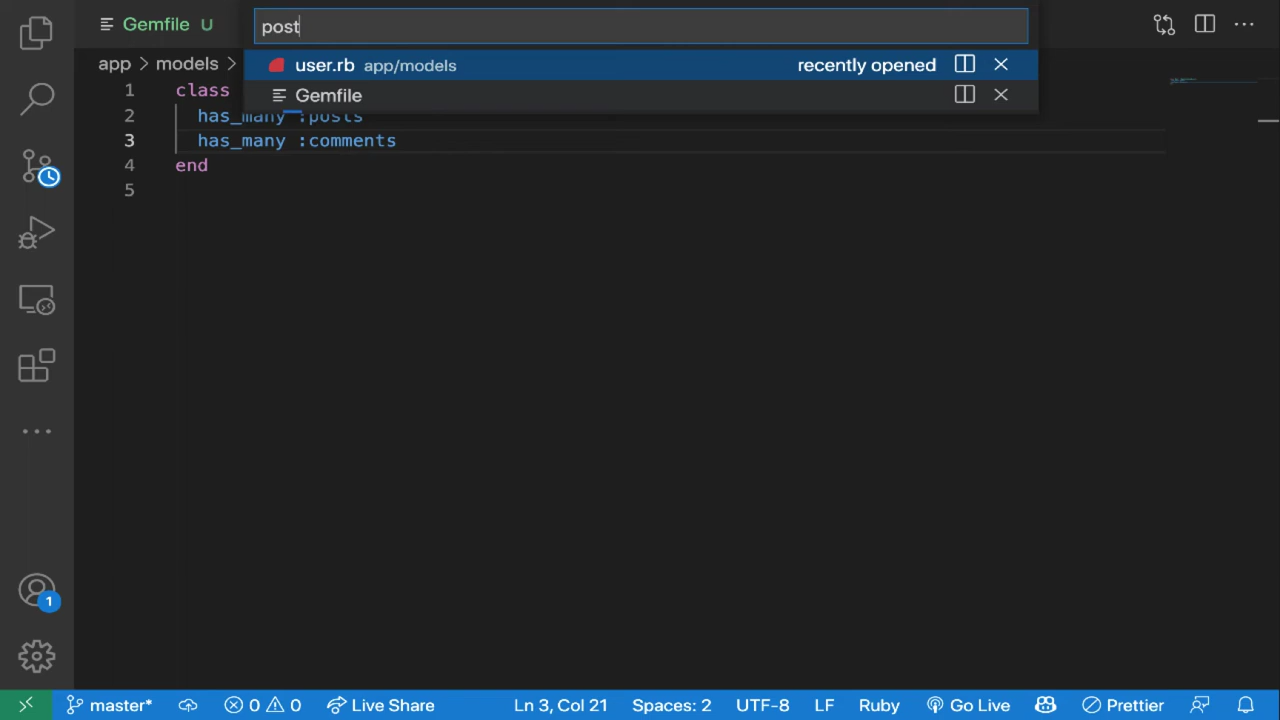 Gemfile U
post
app > models >
user.rb app/models recently opened
Gemfile
1 class
2 has_many :posts
3 has_many :comments
4 end
5
1
master* 0 0 Live Share Ln 3, Col 21 Spaces: 2 UTF-8 LF Ruby Go Live Prettier